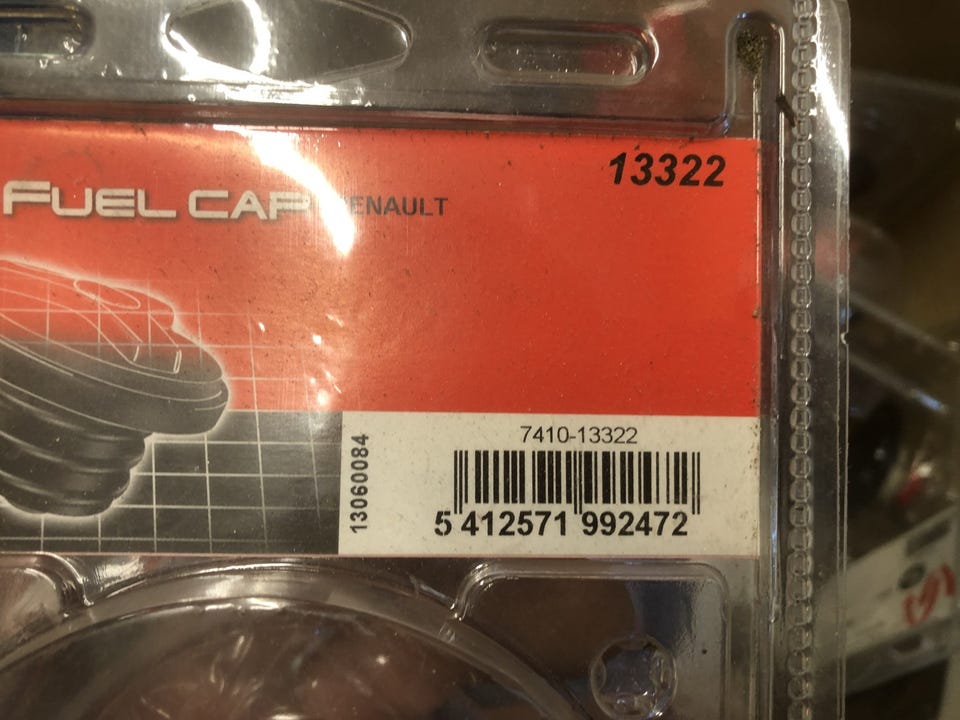 13322
FUEL CAP RENAULT
7410-13322
13060084
5 412571 992472